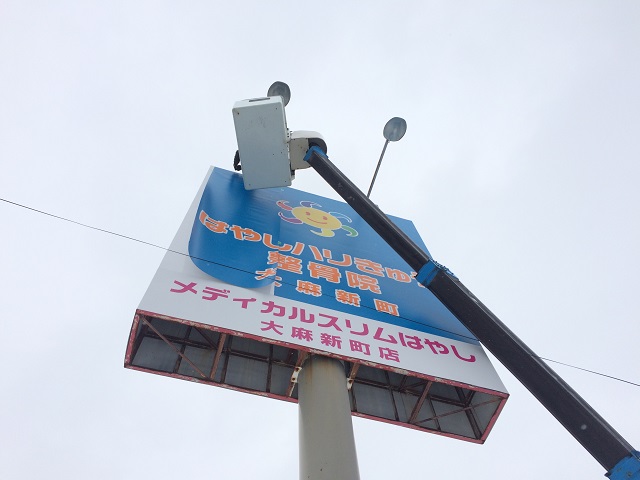 はやしハリきゅう
整骨院
大麻新町
メディカルスリムはやし
大麻新町店